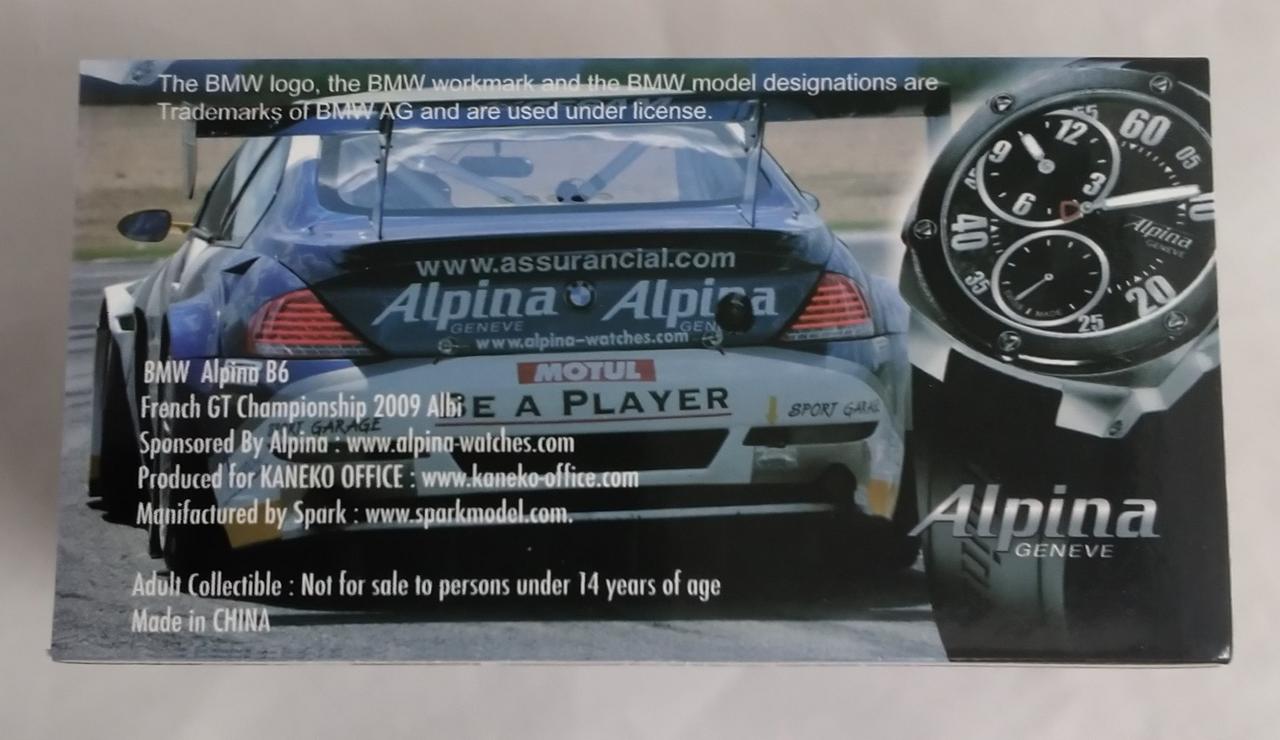 The BMW logo, the BMW workmark and the BMW model designations are
Trademarks of BMW AG and are used under license.
55 60 05
12
9 3
6
10
40
35
25 20
Alpina
GENEVE
www.assurancial.com
Alpina Alpina
GENEVE GEN
www.alpina-watches.com
MOTUL
BE A PLAYER
SPORT GARAGE SPORT GARAGE
BMW Alpina B6
French GT Championship 2009 Albi
Sponsored By Alpina : www.alpina-watches.com
Produced for KANEKO OFFICE : www.kaneko-office.com
Manifactured by Spark : www.sparkmodel.com.
Adult Collectible : Not for sale to persons under 14 years of age
Made in CHINA
Alpina
GENEVE